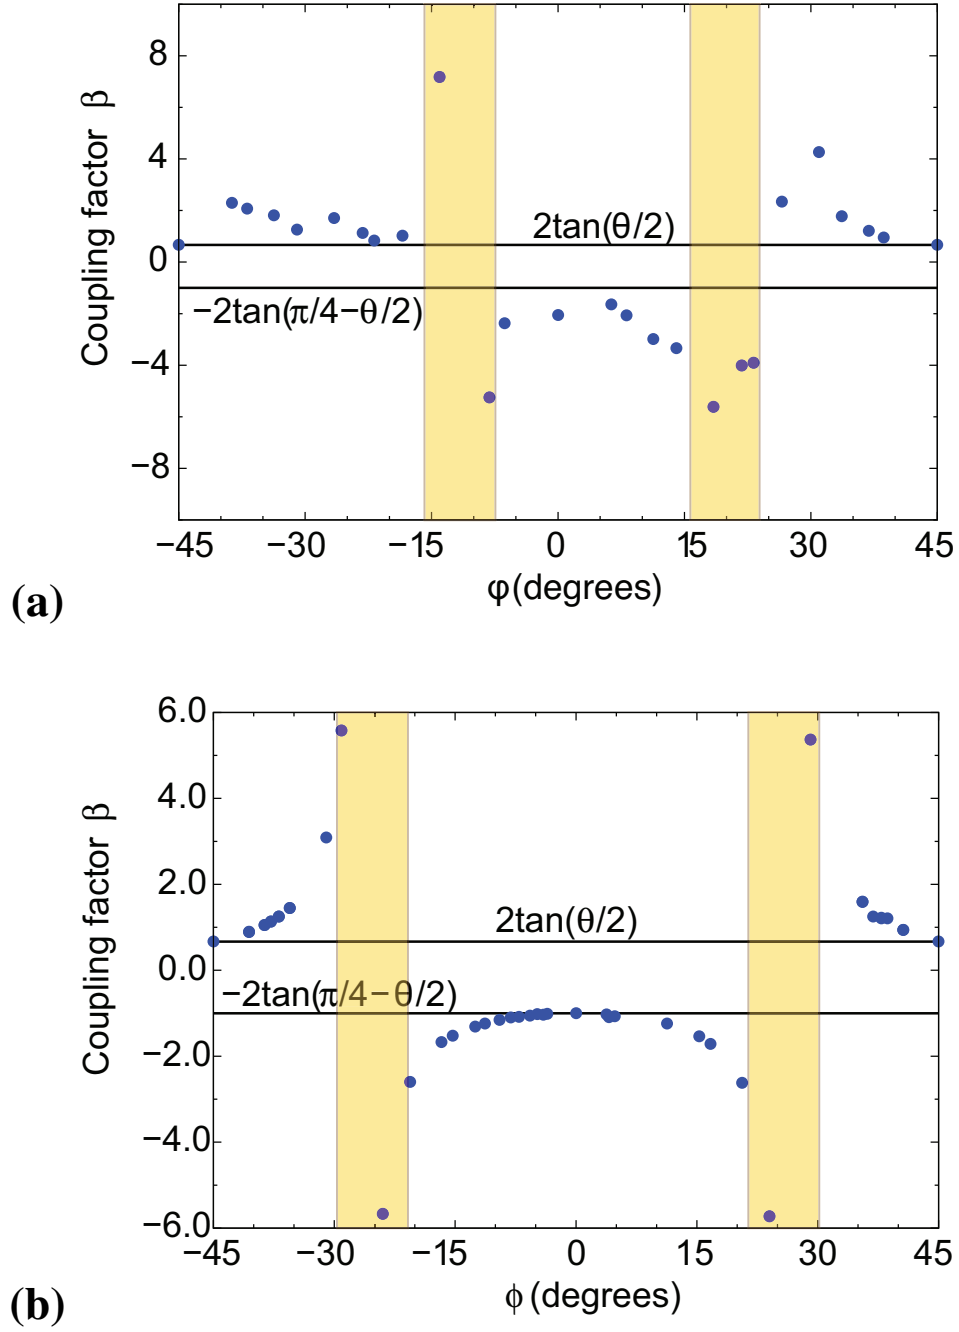 8
4
0
−4
−8
Coupling factor β
2tan(θ/2)
−2tan(π/4−θ/2)
−45 −30 −15 0 15 30 45
φ(degrees)
(a)
6.0
4.0
2.0
0.0
−2.0
−4.0
−6.0
Coupling factor β
2tan(θ/2)
−2tan(π/4−θ/2)
−45 −30 −15 0 15 30 45
ϕ(degrees)
(b)